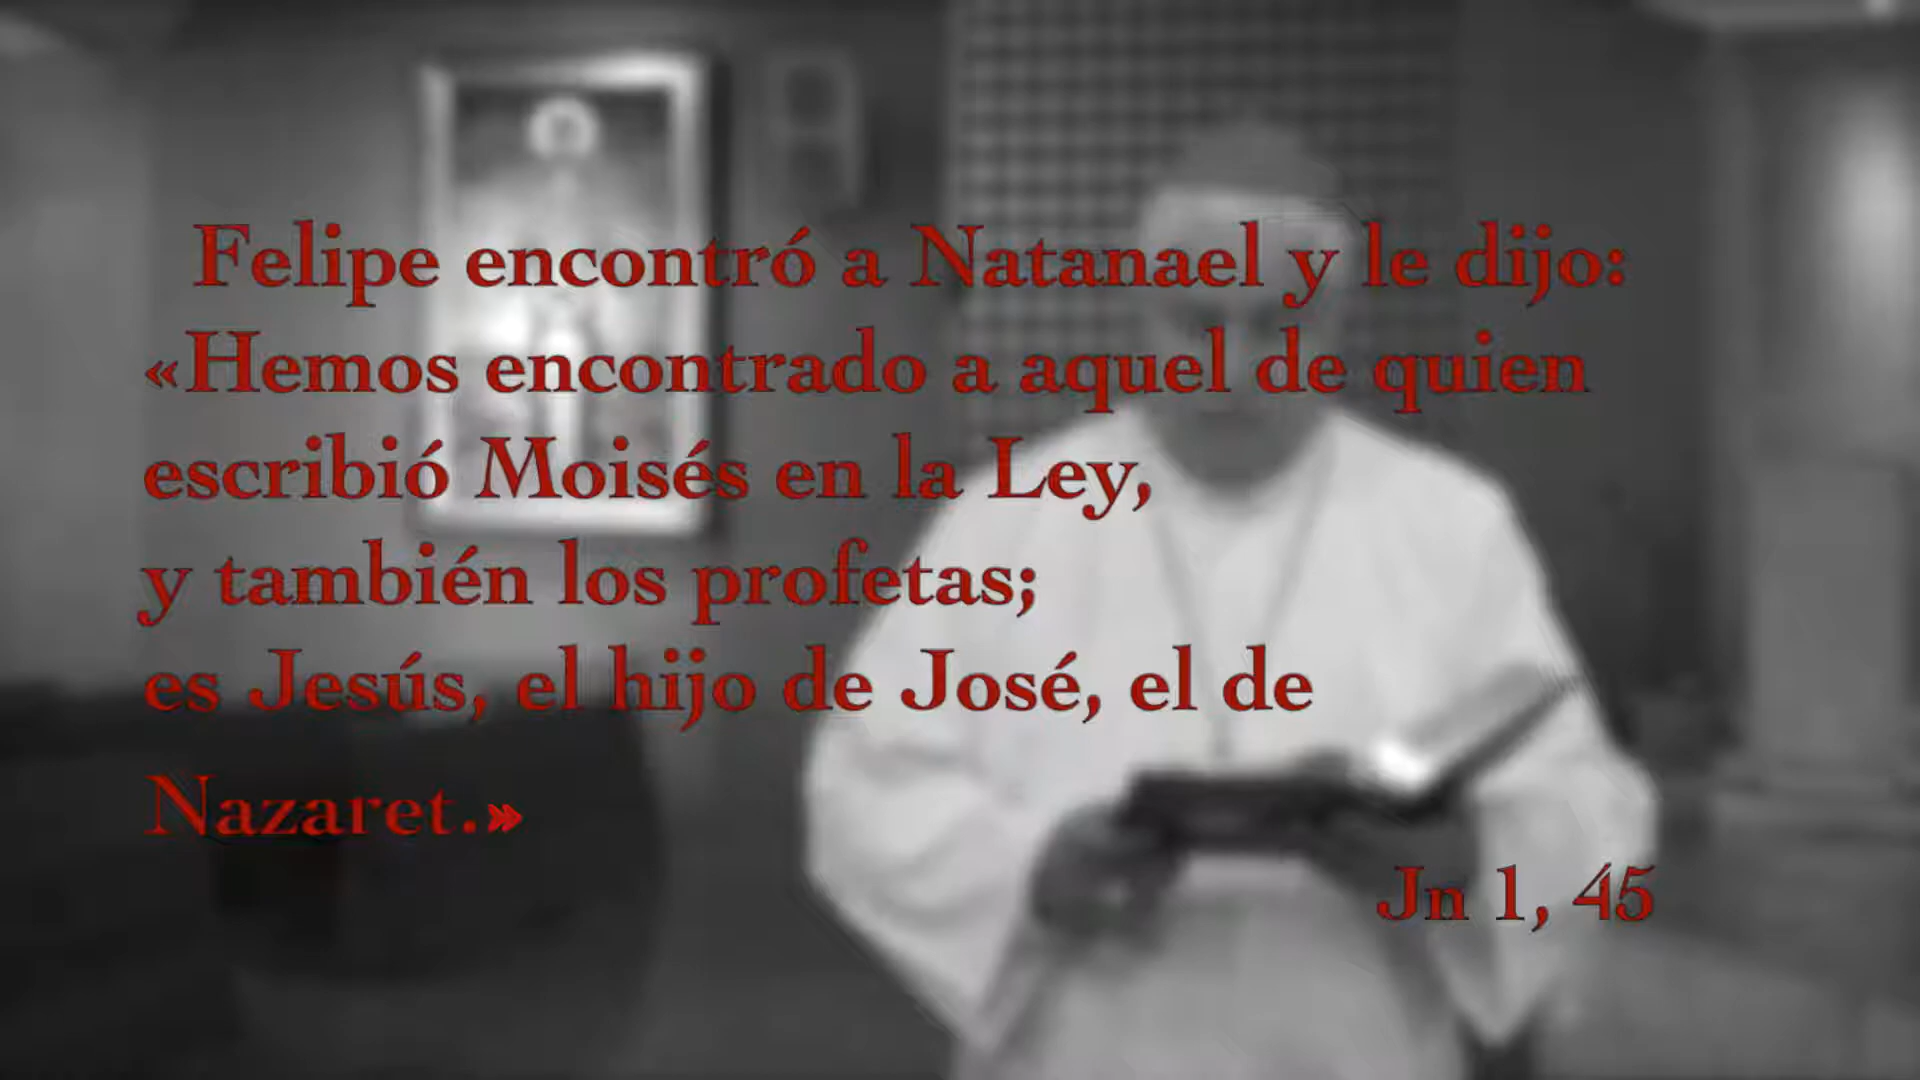 Felipe encontró a Natanael y le dijo:
«Hemos encontrado a aquel de quien
escribió Moisés en la Ley,
y también los profetas;
es Jesús, el hijo de José, el de
Nazaret.»
Jn 1, 45